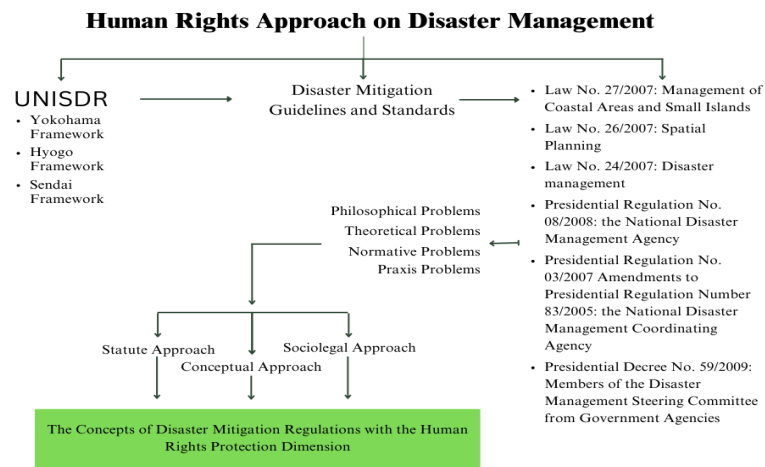 Human Rights Approach on Disaster Management
UNISDR
• Yokohama
Framework
• Hyogo
Framework
• Sendai
Framework
Disaster Mitigation
Guidelines and Standards
• Law No. 27/2007: Management of
Coastal Areas and Small Islands
• Law No. 26/2007: Spatial
Planning
• Law No. 24/2007: Disaster
management
• Presidential Regulation No.
08/2008: the National Disaster
Management Agency
• Presidential Regulation No.
03/2007 Amendments to
Presidential Regulation Number
83/2005: the National Disaster
Management Coordinating
Agency
• Presidential Decree No. 59/2009:
Members of the Disaster
Management Steering Committee
from Government Agencies
Philosophical Problems
Theoretical Problems
Normative Problems
Praxis Problems
Statute Approach
Conceptual Approach
Sociolegal Approach
The Concepts of Disaster Mitigation Regulations with the Human
Rights Protection Dimension